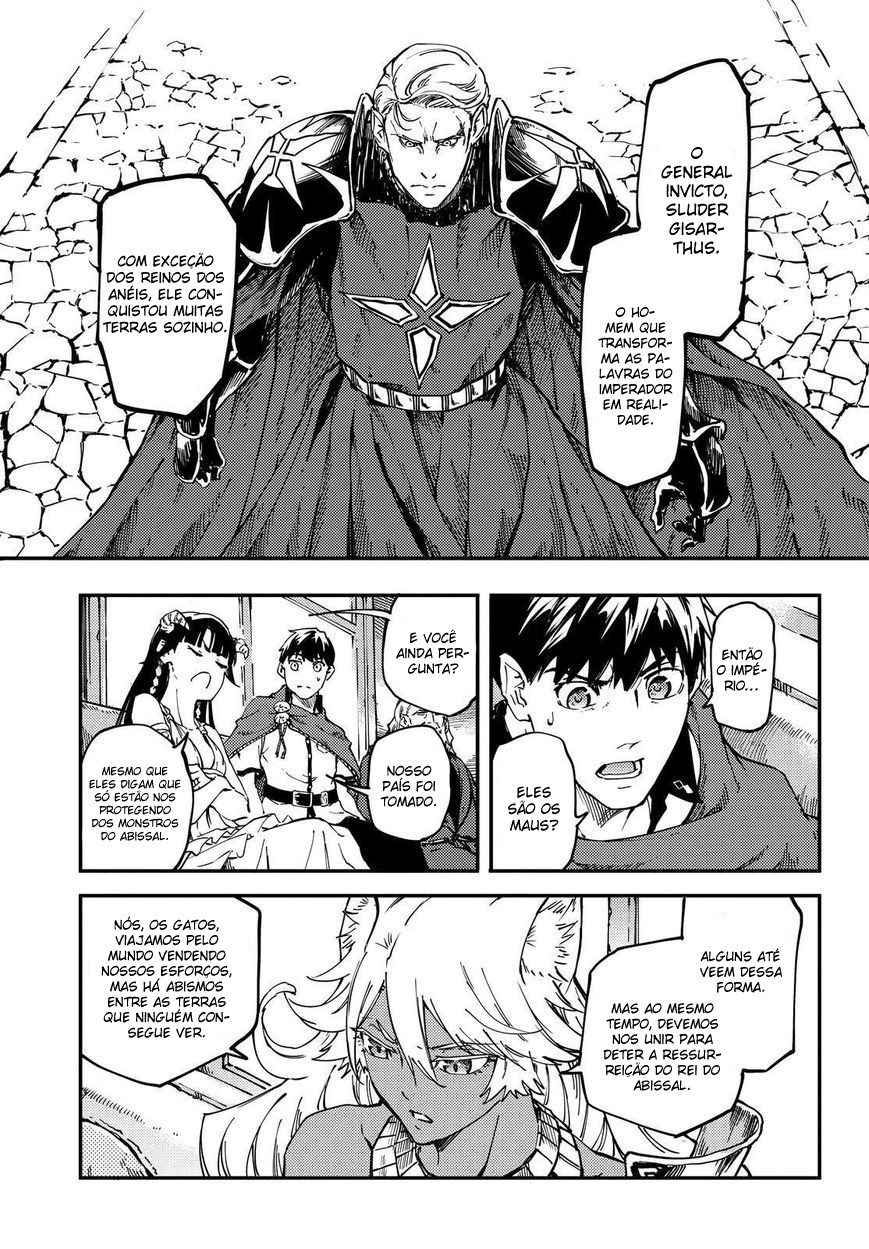 O
GENERAL
INVICTO,
SLUDER
GISAR-
THUS.
O HO-
MEM QUE
TRANSFOR-
MA AS PA-
LAVRAS DO
IMPERADOR
EM REALI-
DADE.
COM EXCEÇÃO
DOS REINOS DOS
ANÉIS, ELE CON-
QUISTOU MUITAS
TERRAS SOZINHO.
ENTÃO
O IMPÉ-
RIO...
ELES
SÃO OS
MAUS?
E VOCÊ
AINDA PER-
GUNTA?
NOSSO
PAÍS FOI
TOMADO.
MESMO QUE
ELES DIGAM QUE
SÓ ESTÃO NOS
PROTEGENDO
DOS MONSTROS
DO ABISSAL.
ALGUNS ATÉ
VEEM DESSA
FORMA.
MAS AO MESMO
TEMPO, DEVEMOS
NOS UNIR PARA
DETER A RESSUR-
REIÇÃO DO REI DO
ABISSAL.
NÓS, OS GATOS,
VIAJAMOS PELO
MUNDO VENDENDO
NOSSOS ESFORÇOS,
MAS HÁ ABISMOS
ENTRE AS TERRAS
QUE NINGUÉM CON-
SEGUE VER.